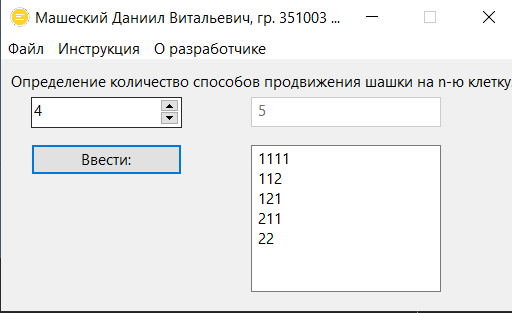 Машеский Даниил Витальевич, гр. 351003 ...
Файл Инструкция О разработчике
Определение количество способов продвижения шашки на n-ю клетку
4 5
Ввести:
1111
112
121
211
22